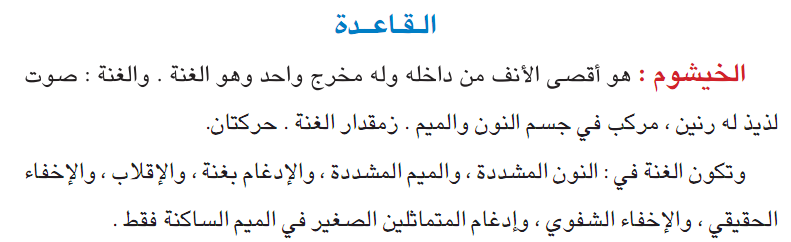 القاعدة
الخيشوم : هو أقصى الأنف من داخله وله مخرج واحد وهو الغنة . والغنة : صوت
لذيذ له رنين ، مركب في جسم النون والميم . زمقدار الغنة . حركتان.
وتكون الغنة في : النون المشددة ، والميم المشددة ، والإدغام بغنة ، والإقلاب ، والإخفاء
الحقيقي ، والإخفاء الشفوي ، وإدغام المتماثلين الصغير في الميم الساكنة فقط .